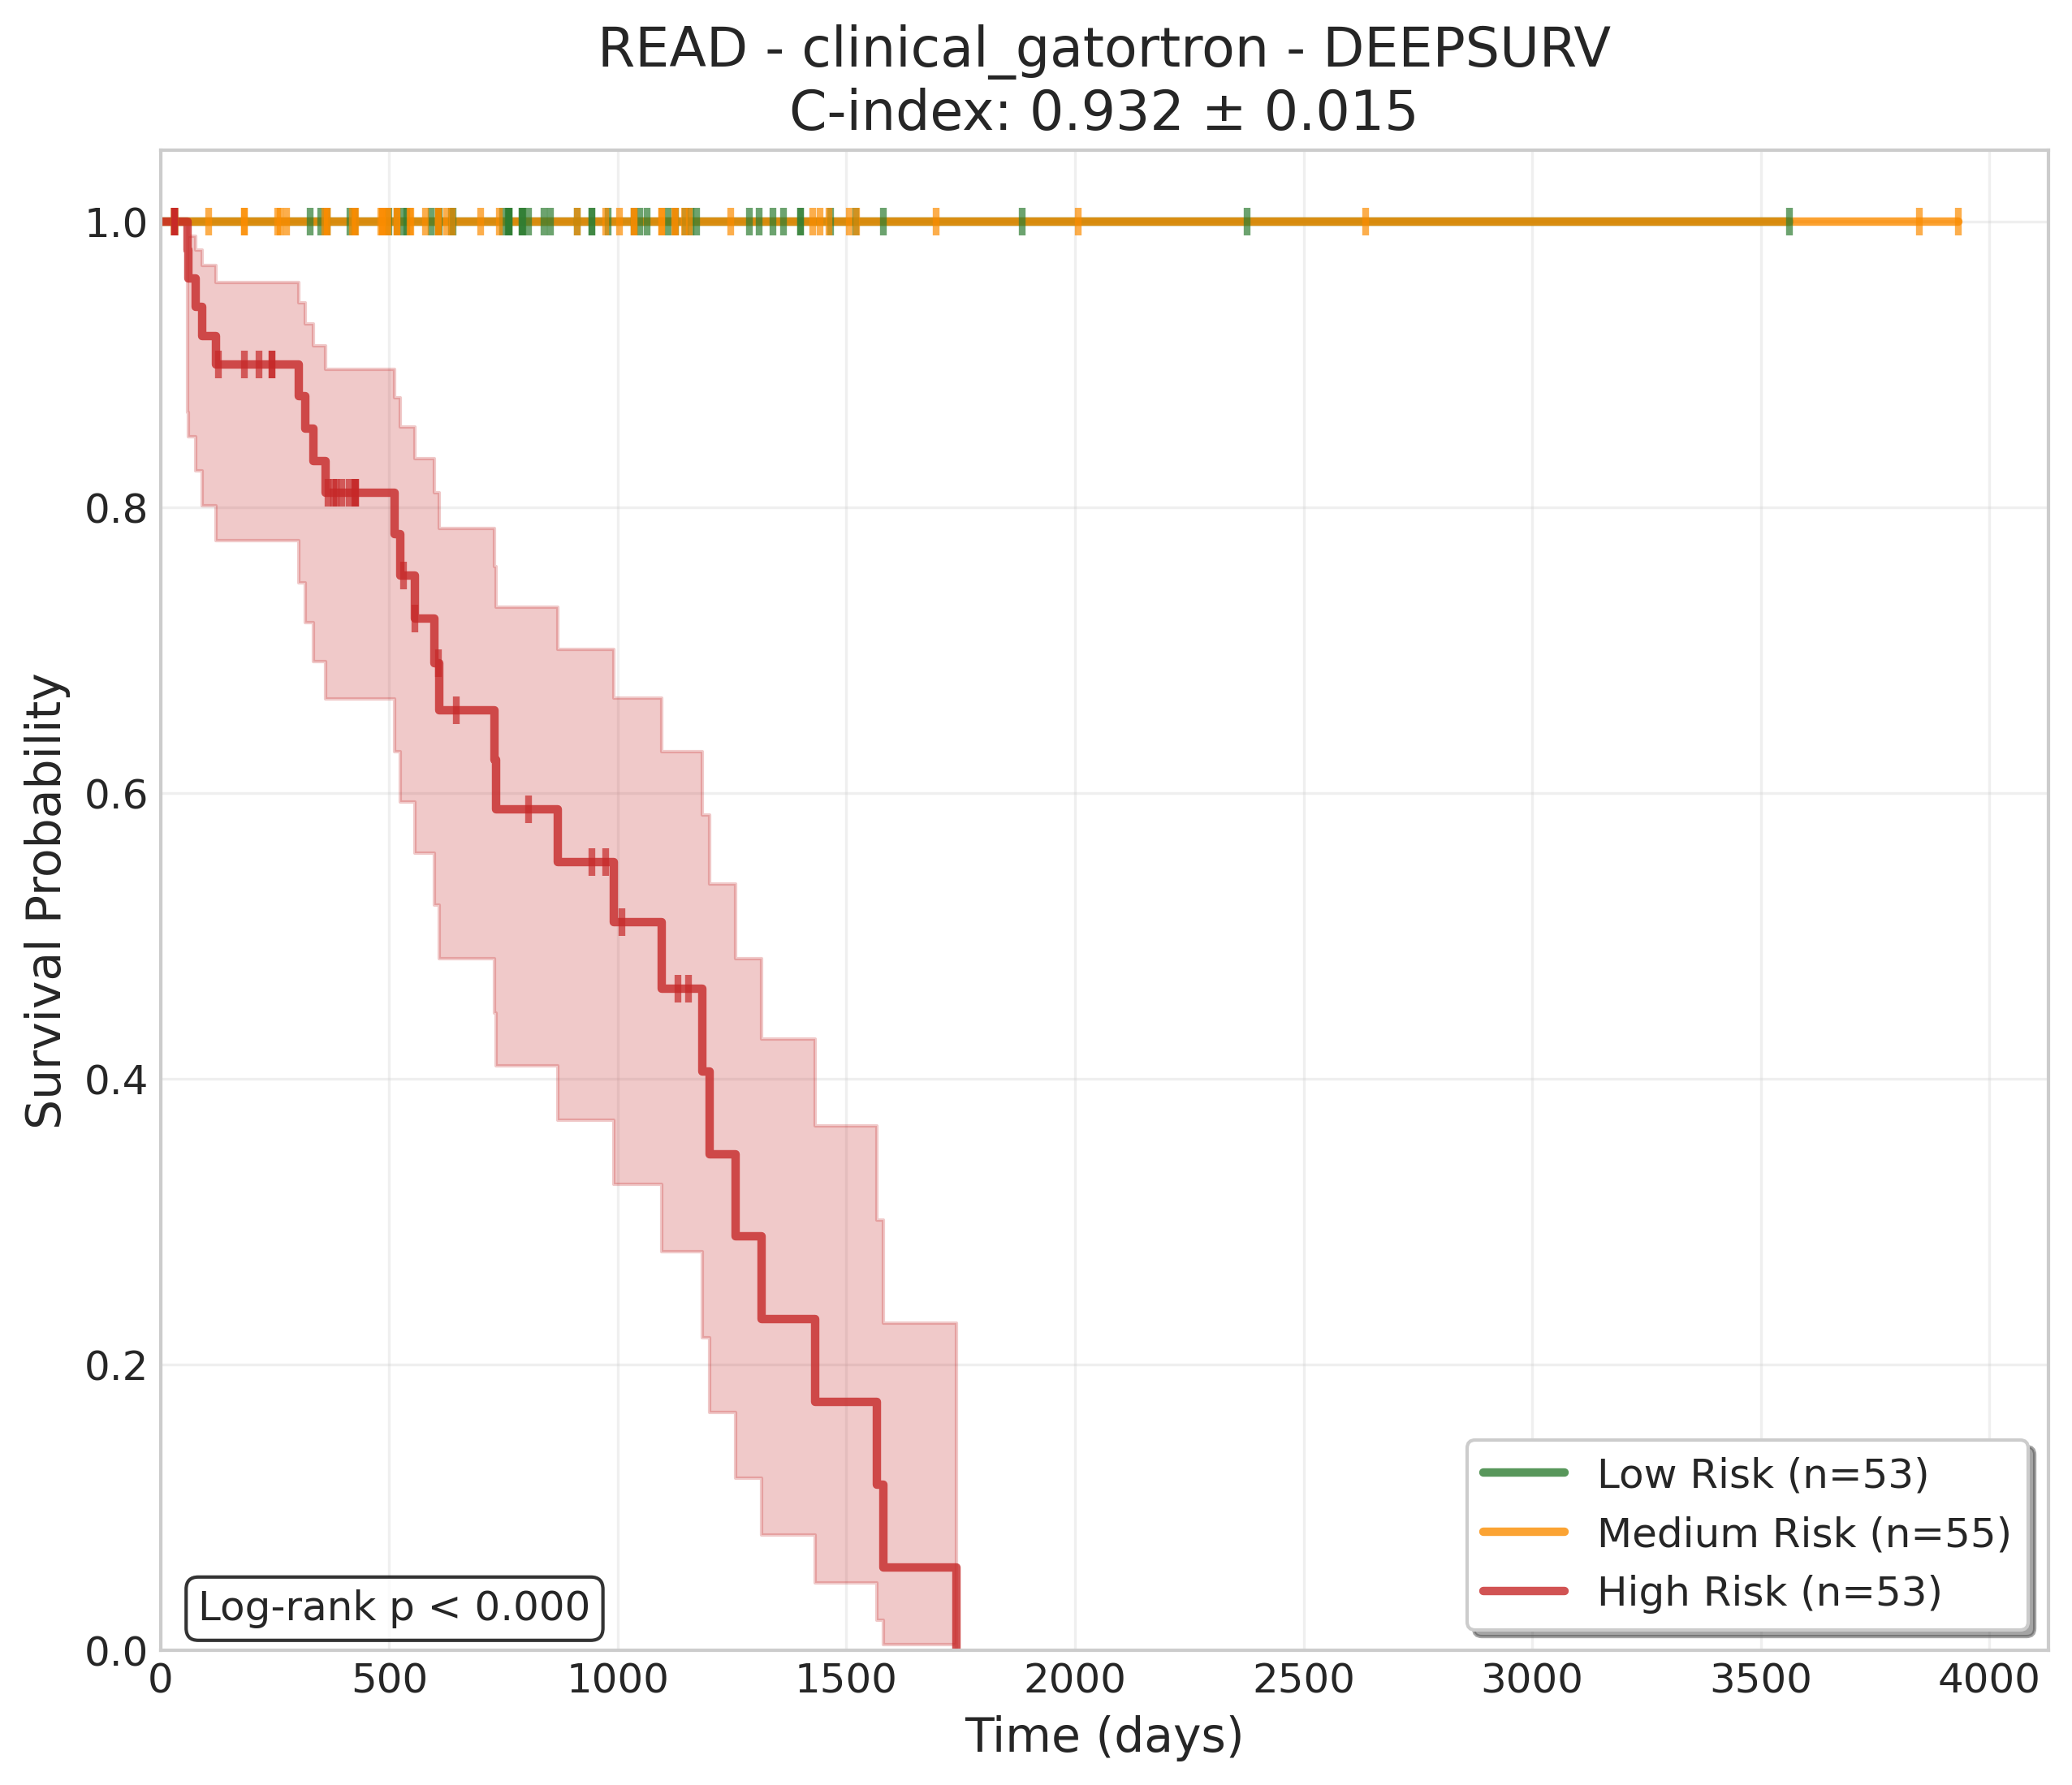 READ - clinical_gatortron - DEEPSURV
C-index: 0.932 ± 0.015
Survival Probability
1.0
0.8
0.6
0.4
0.2
0.0
Log-rank p < 0.000
Low Risk (n=53)
Medium Risk (n=55)
High Risk (n=53)
0 500 1000 1500 2000 2500 3000 3500 4000
Time (days)